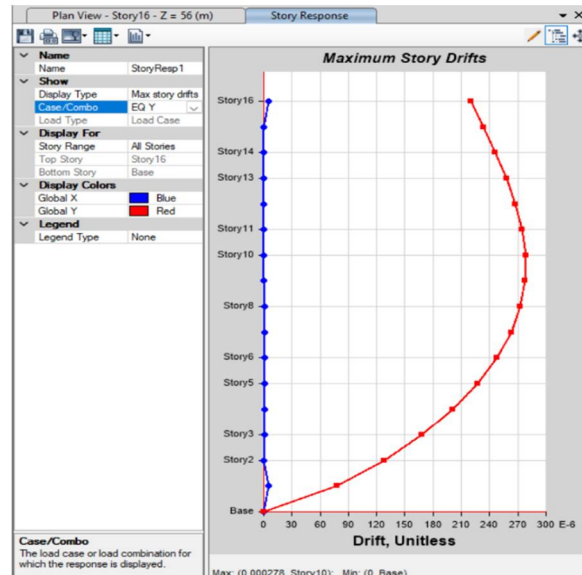 Plan View - Story16 - Z = 56 (m)
Story Response
Name
Name StoryResp1
Show
Display Type Max story drifts
Case/Combo EQ Y
Load Type Load Case
Display For
Story Range All Stories
Top Story Story16
Bottom Story Base
Display Colors
Global X Blue
Global Y Red
Legend
Legend Type None
Case/Combo
The load case or load combination for
which the response is displayed.
Maximum Story Drifts
Story16
Story14
Story13
Story11
Story10
Story8
Story6
Story5
Story3
Story2
Base
0 30 60 90 120 150 180 210 240 270 300 E-6
Drift, Unitless
Max: (0.000278, Story10); Min: (0, Base)